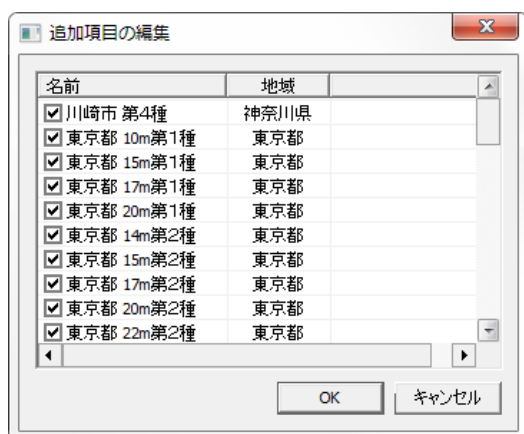 追加項目の編集
名前 地域
川崎市 第4種 神奈川県
東京都 10m第1種 東京都
東京都 15m第1種 東京都
東京都 17m第1種 東京都
東京都 20m第1種 東京都
東京都 14m第2種 東京都
東京都 15m第2種 東京都
東京都 17m第2種 東京都
東京都 20m第2種 東京都
東京都 22m第2種 東京都
OK キャンセル